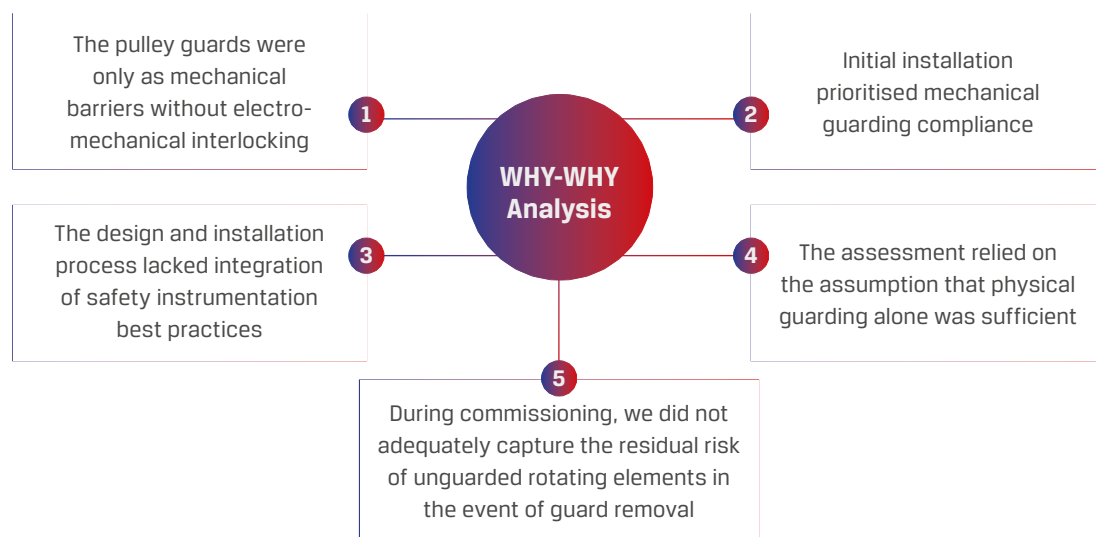 The pulley guards were
only as mechanical
barriers without electro-
mechanical interlocking
1
WHY-WHY
Analysis
2
Initial installation
prioritised mechanical
guarding compliance
The design and installation
process lacked integration
of safety instrumentation
best practices
3
4
The assessment relied on
the assumption that physical
guarding alone was sufficient
5
During commissioning, we did not
adequately capture the residual risk
of unguarded rotating elements in
the event of guard removal